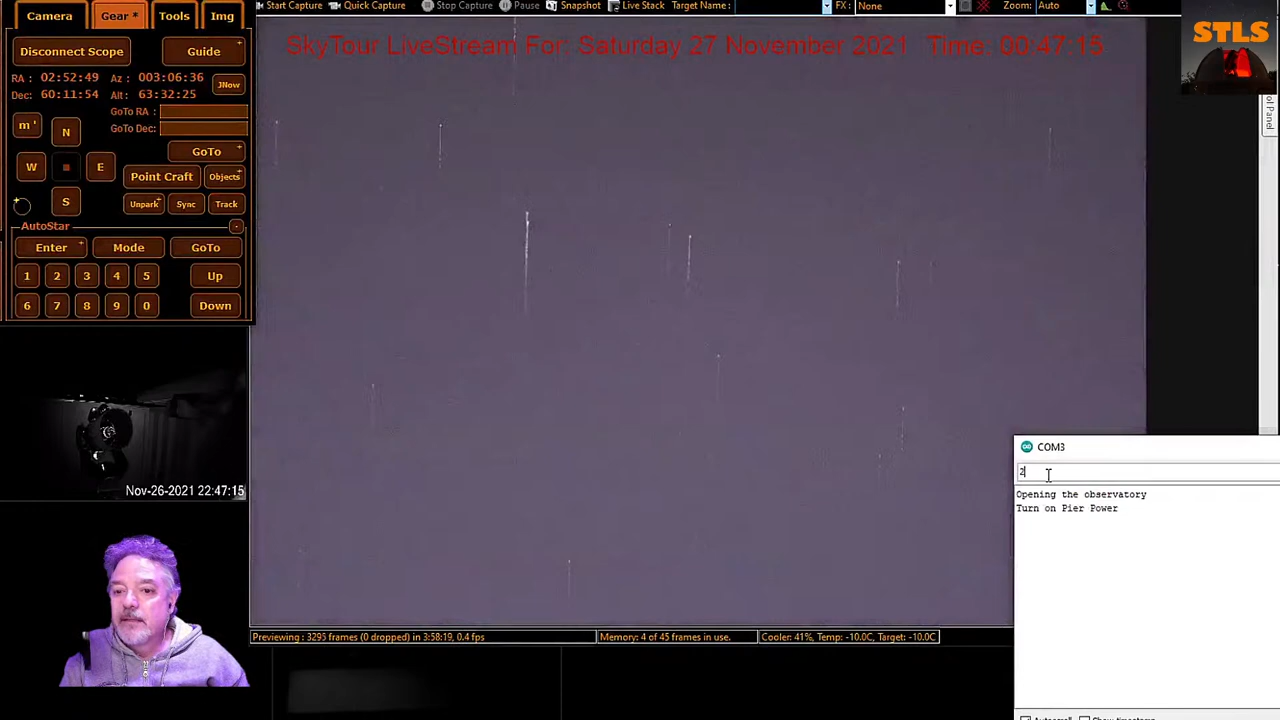 Camera Gear * Tools Img
Start Capture Quick Capture Stop Capture Pause Snapshot Live Stack Target Name : FX : None Zoom: Auto
STLS
SkyTour LiveStream For: Saturday 27 November 2021 Time: 00:47:15
Disconnect Scope Guide
RA : 02:52:49 Az : 003:06:36 JNow
Dec: 60:11:54 Alt : 63:32:25
GoTo RA :
GoTo Dec:
m ' N GoTo
W E Point Craft Objects
S Unpark Sync Track
AutoStar
Enter Mode GoTo
1 2 3 4 5 Up
6 7 8 9 0 Down
Nov-26-2021 22:47:15
COM3
2
Opening the observatory
Turn on Pier Power
Previewing : 3295 frames (0 dropped) in 3:58:19, 0.4 fps Memory: 4 of 45 frames in use. Cooler: 41%, Temp: -10.0C, Target: -10.0C
Autoscroll Show timestamp